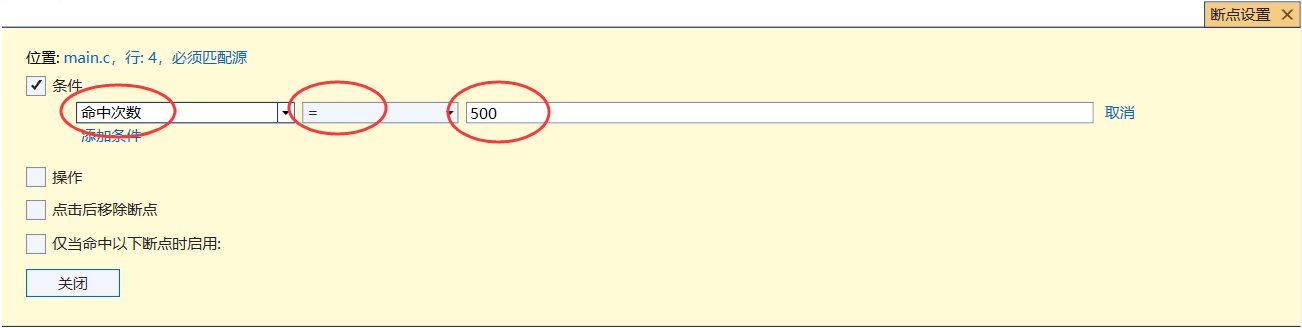 断点设置
位置: main.c，行: 4，必须匹配源
条件
命中次数 = 500 取消
添加条件
操作
点击后移除断点
仅当命中以下断点时启用:
关闭